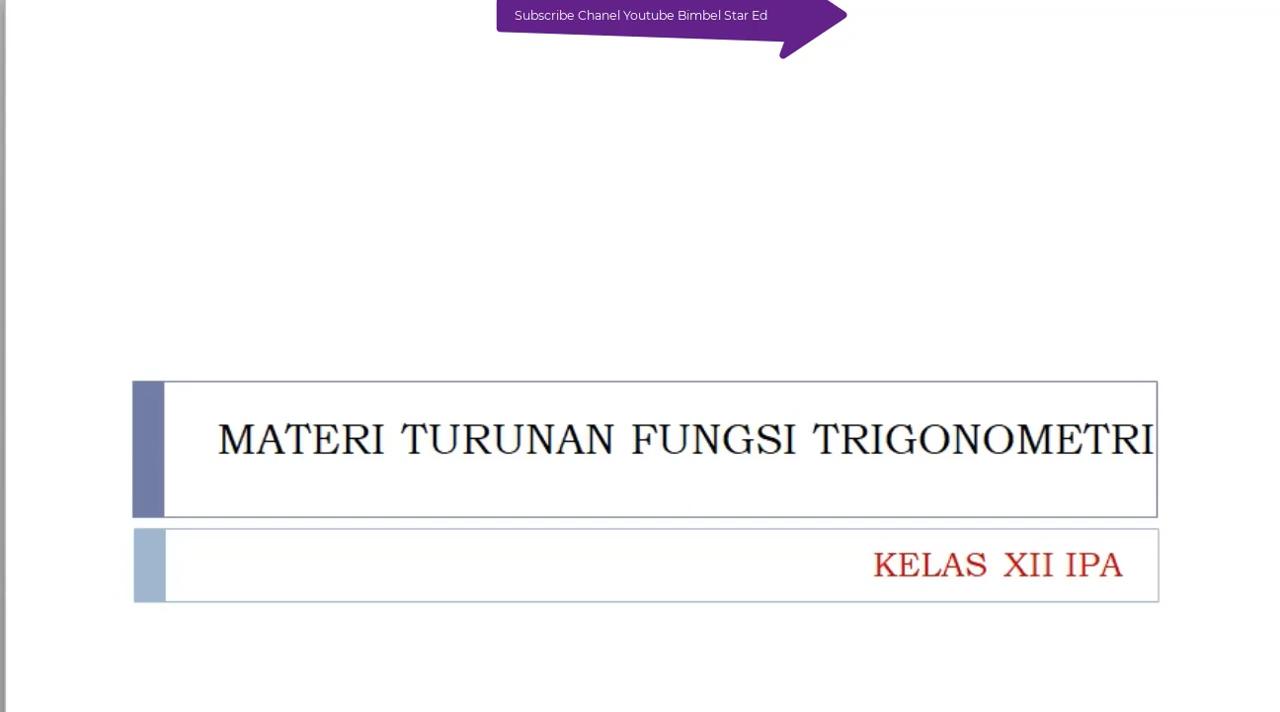 Subscribe Chanel Youtube Bimbel Star Ed
MATERI TURUNAN FUNGSI TRIGONOMETRI
KELAS XII IPA